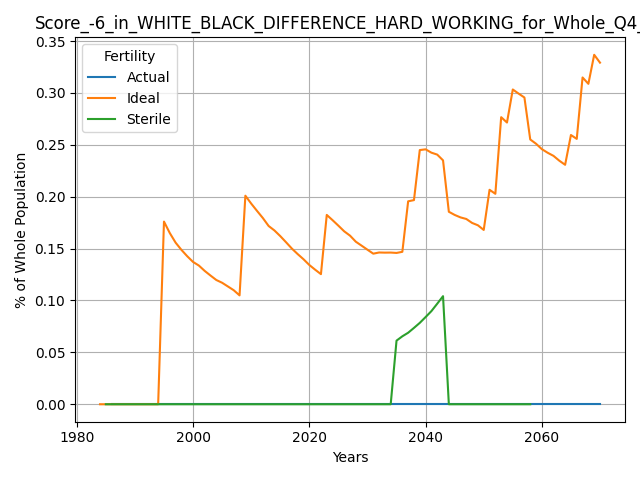 Score_-6_in_WHITE_BLACK_DIFFERENCE_HARD_WORKING_for_Whole_Q4_
Fertility
Actual
Ideal
Sterile
% of Whole Population
0.35
0.30
0.25
0.20
0.15
0.10
0.05
0.00
1980 2000 2020 2040 2060
Years